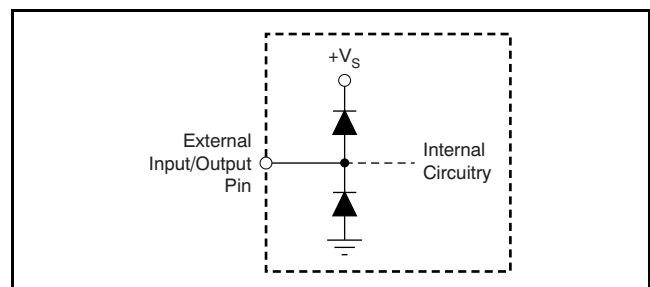 +VS
External
Input/Output
Pin
Internal
Circuitry